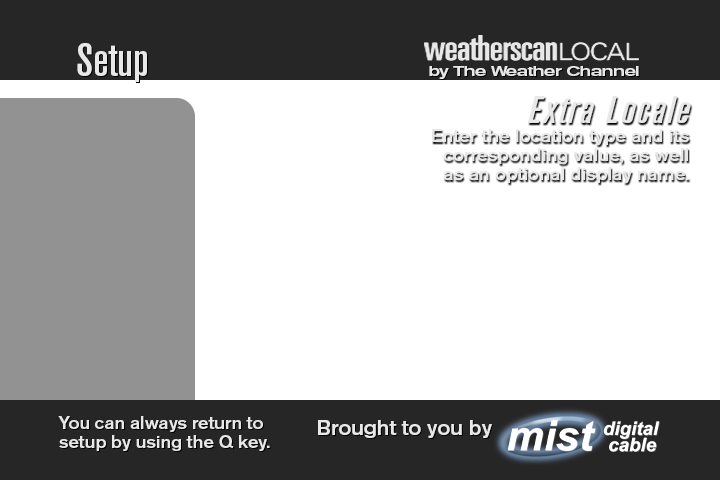 Setup
weatherscanLOCAL
by The Weather Channel
Extra Locale
Enter the location type and its
corresponding value, as well
as an optional display name.
You can always return to
setup by using the Q key.
Brought to you by
mist digital
cable